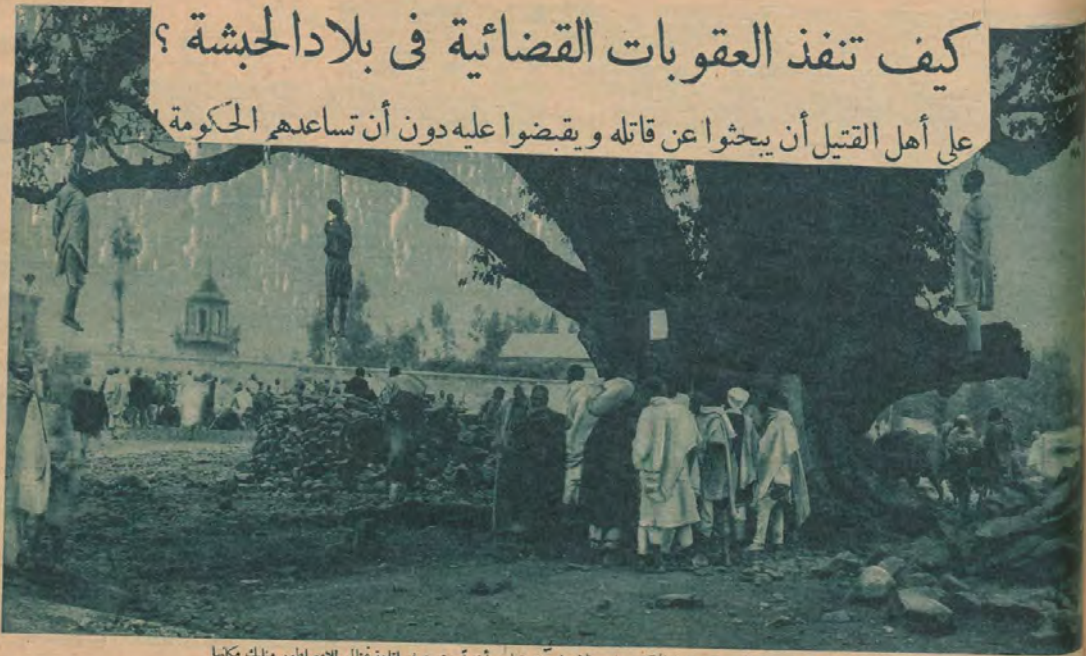 كيف تنفذ العقوبات القضائية فى بلاد الحبشة ؟
على أهل القتيل أن يبحثوا عن قاتله و يقبضوا عليه دون أن تساعدهم الحكومة !